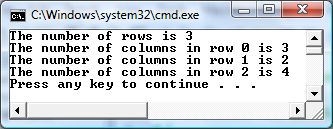 C:\Windows\system32\cmd.exe
The number of rows is 3
The number of columns in row 0 is 3
The number of columns in row 1 is 2
The number of columns in row 2 is 4
Press any key to continue . . .